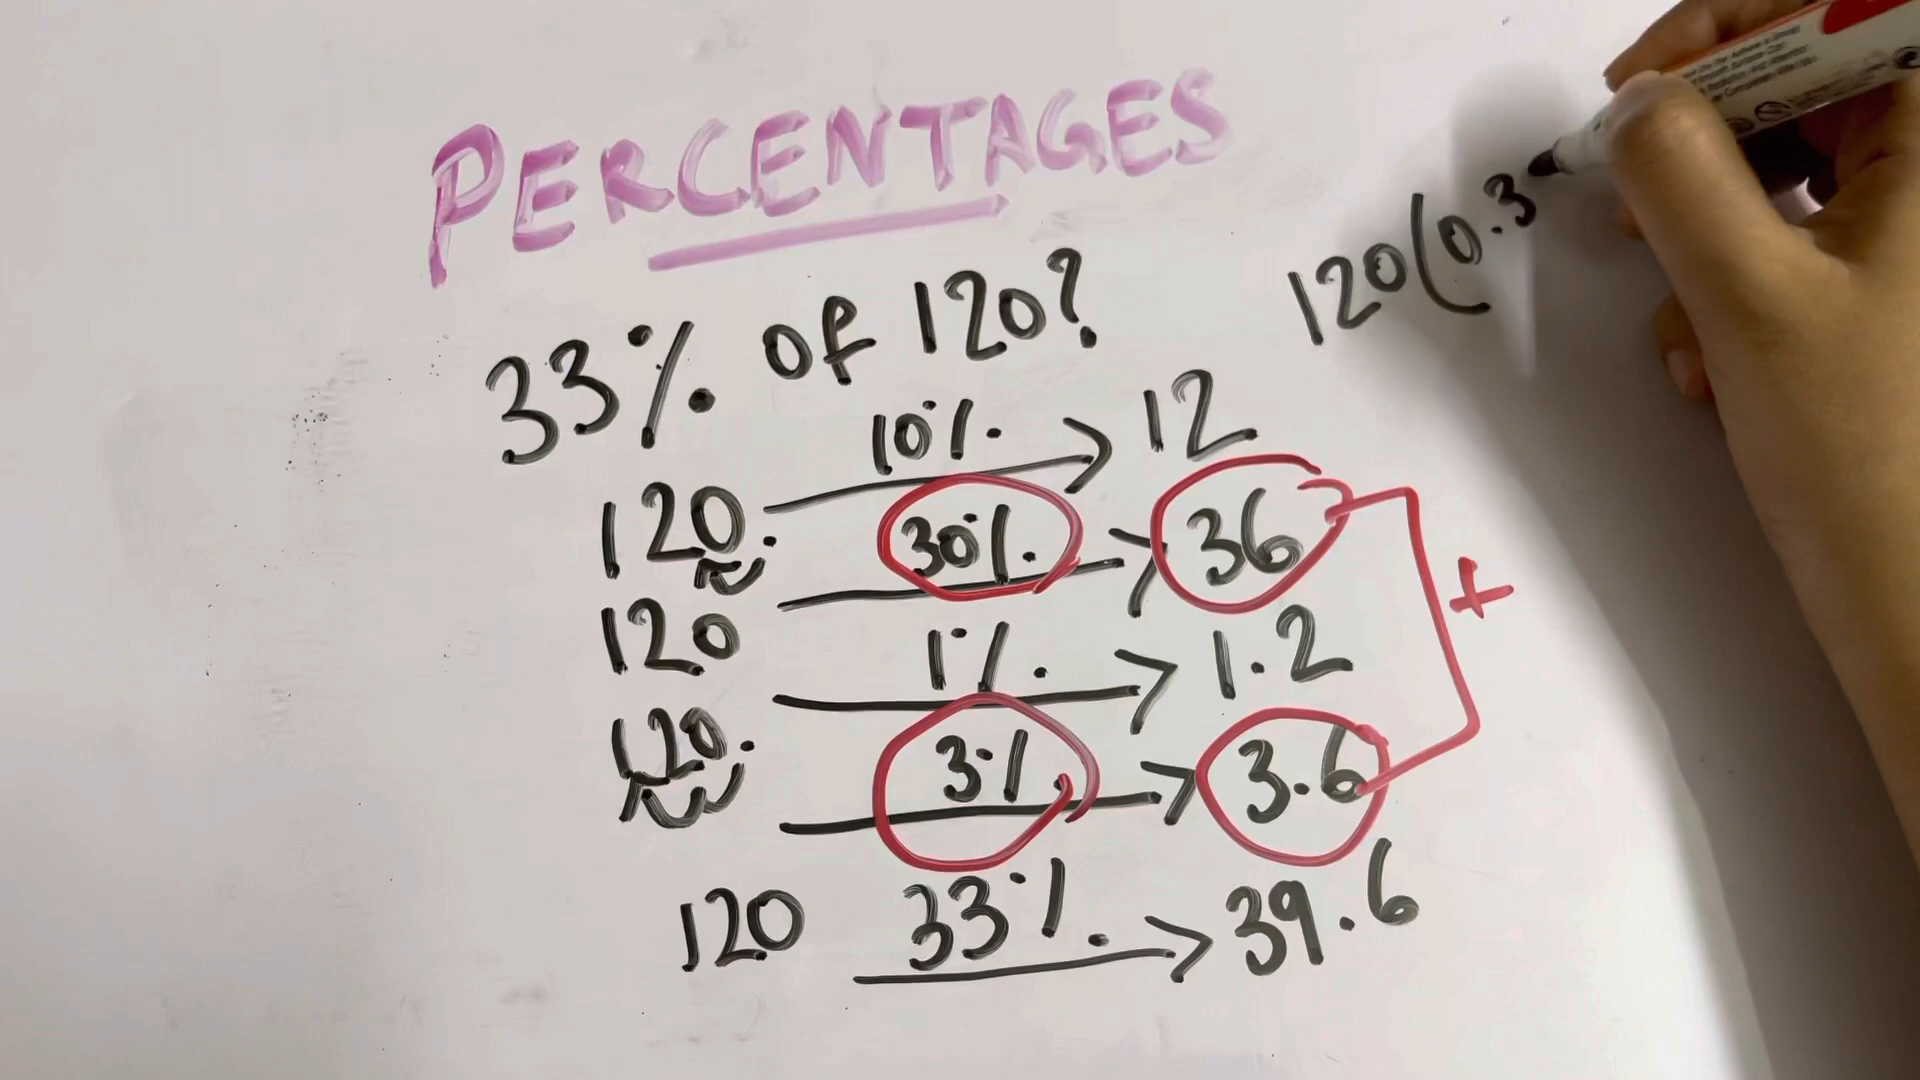 PERCENTAGES
33% of 120?
120(0.3
120. 10% 12
120 30% 36
120. 1% 1.2
3% 3.6
+
120 33% 39.6